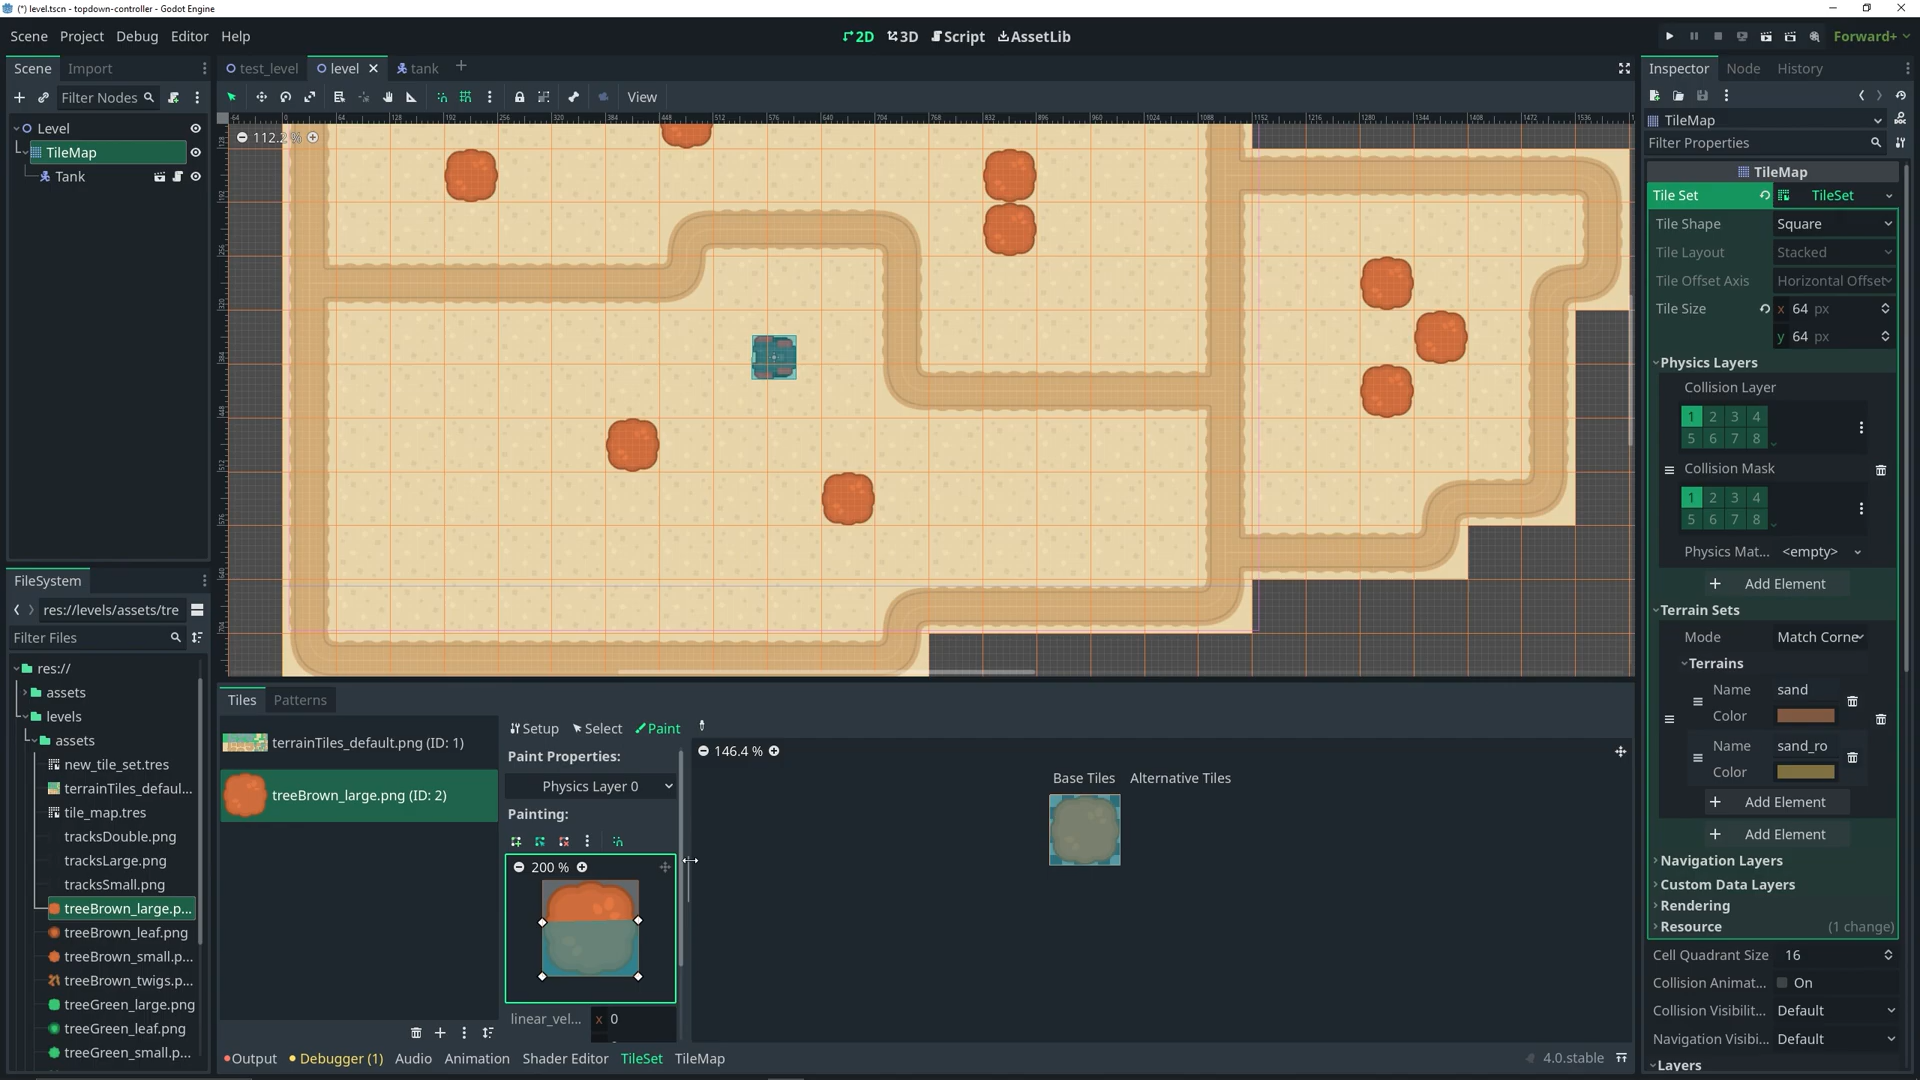 (*) level.tscn - topdown-controller - Godot Engine
Scene Project Debug Editor Help
2D 3D Script AssetLib
Forward+
Scene Import
test_level level tank
Inspector Node History
Filter Nodes
View
Level
TileMap
Tank
112.2 %
TileMap
Filter Properties
TileMap
Tile Set TileSet
Tile Shape Square
Tile Layout Stacked
Tile Offset Axis Horizontal Offset
Tile Size x 64 px
y 64 px
Physics Layers
Collision Layer
1 2 3 4
5 6 7 8
Collision Mask
1 2 3 4
5 6 7 8
Physics Mat... <empty>
Add Element
Terrain Sets
Mode Match Corne
Terrains
Name sand
Color
Name sand_ro
Color
Add Element
Add Element
Navigation Layers
Custom Data Layers
Rendering
Resource (1 change)
Cell Quadrant Size 16
Collision Animat... On
Collision Visibilit... Default
Navigation Visibi... Default
Layers
FileSystem
res://levels/assets/tre
Filter Files
res://
assets
levels
assets
new_tile_set.tres
terrainTiles_defaul...
tile_map.tres
tracksDouble.png
tracksLarge.png
tracksSmall.png
treeBrown_large.p...
treeBrown_leaf.png
treeBrown_small.p...
treeBrown_twigs.p...
treeGreen_large.png
treeGreen_leaf.png
treeGreen_small.p...
Tiles Patterns
terrainTiles_default.png (ID: 1)
treeBrown_large.png (ID: 2)
Setup Select Paint
Paint Properties:
Physics Layer 0
Painting:
200 %
linear_vel... x 0
146.4 %
Base Tiles Alternative Tiles
Output Debugger (1) Audio Animation Shader Editor TileSet TileMap
4.0.stable